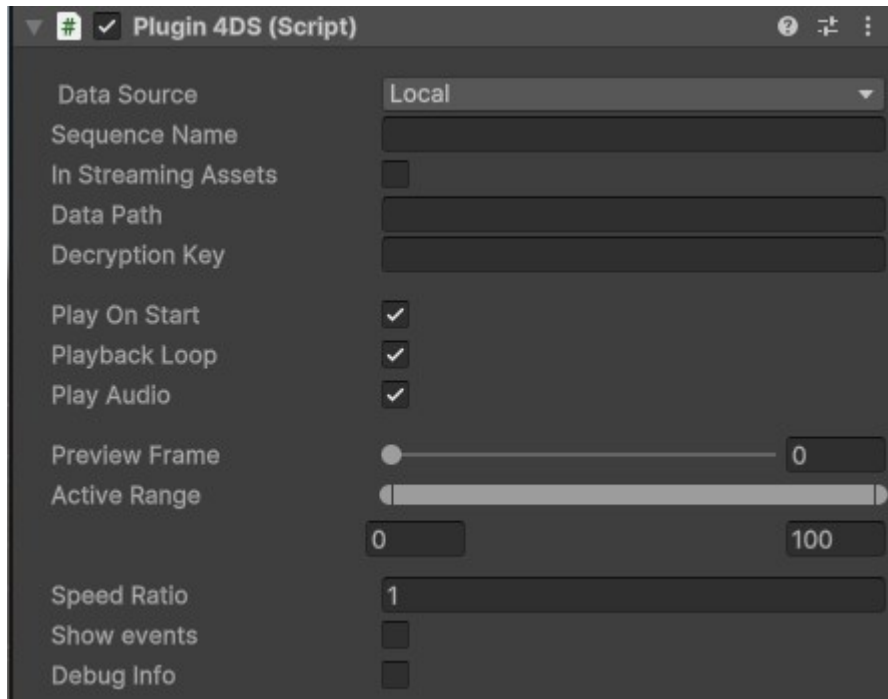 Plugin 4DS (Script)
Data Source Local
Sequence Name
In Streaming Assets
Data Path
Decryption Key
Play On Start
Playback Loop
Play Audio
Preview Frame 0
Active Range
0 100
Speed Ratio 1
Show events
Debug Info